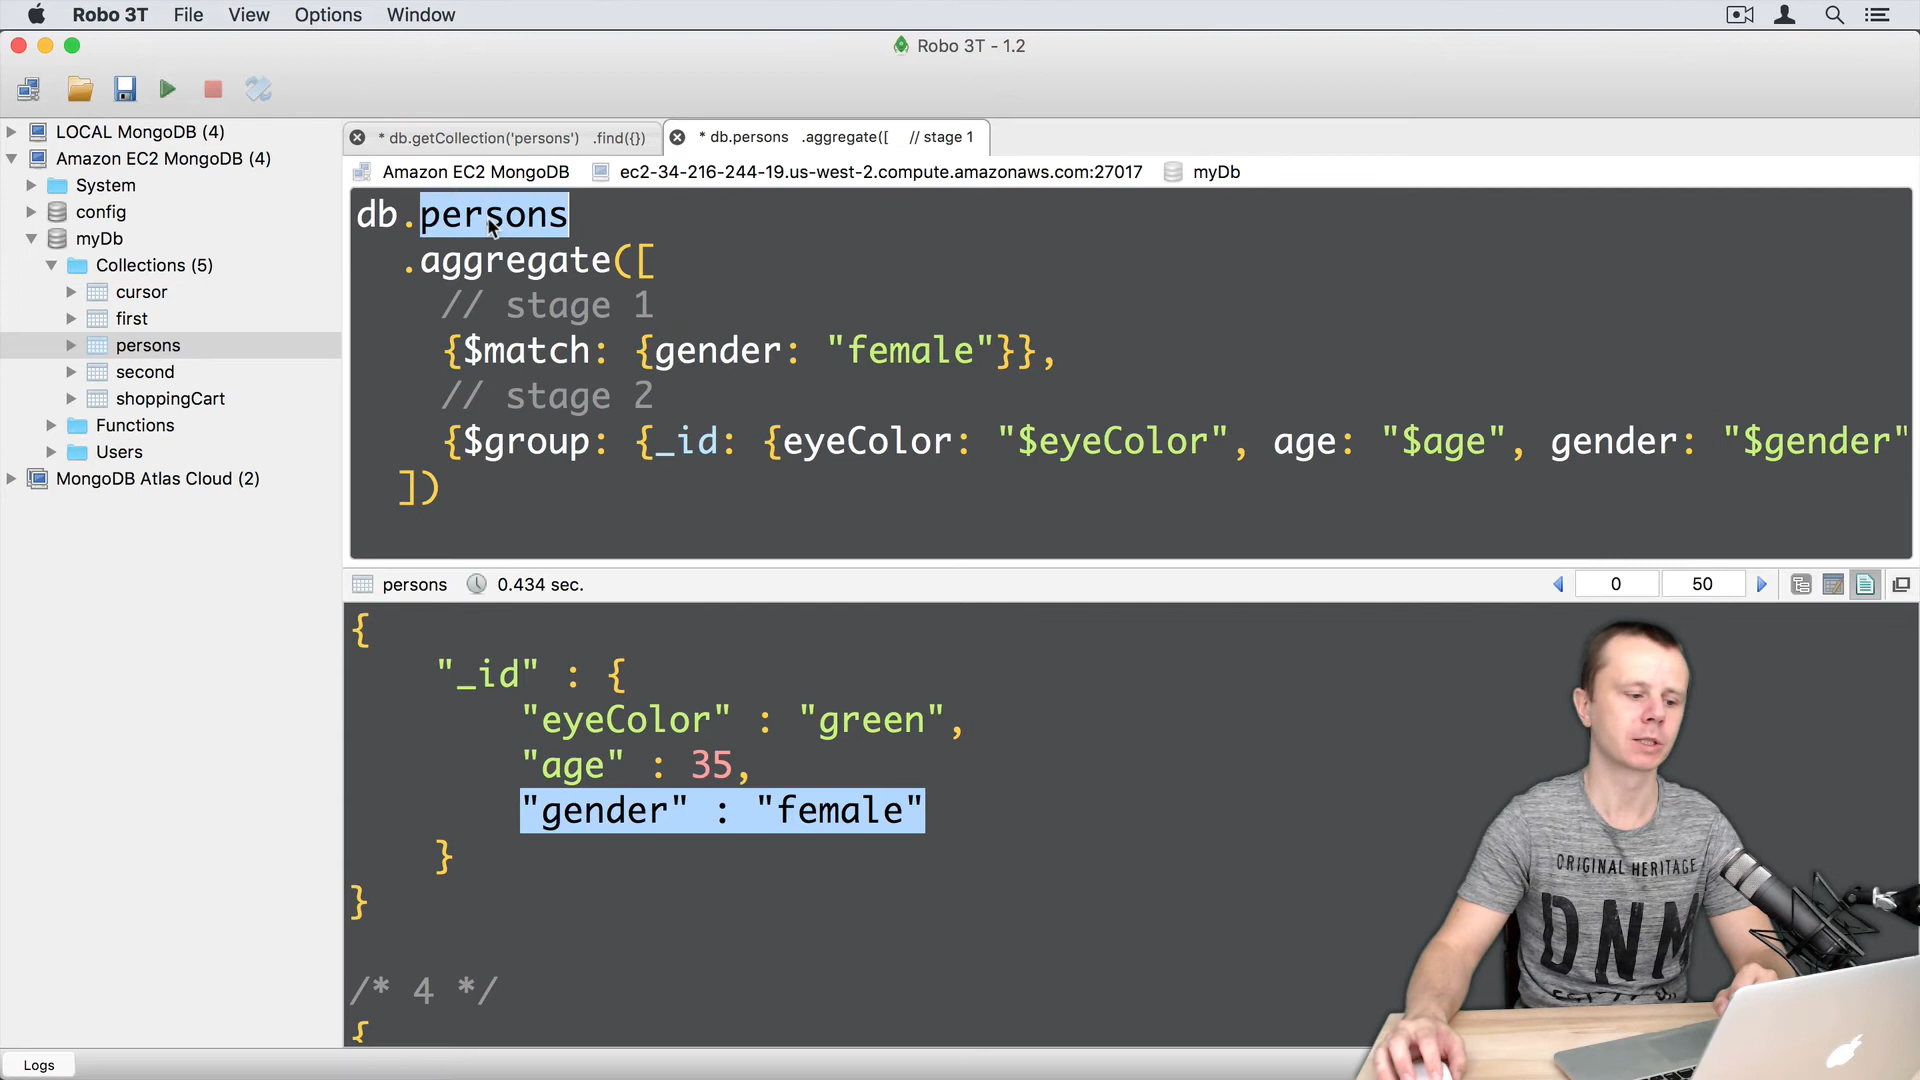 Robo 3T File View Options Window
Robo 3T - 1.2
LOCAL MongoDB (4)
Amazon EC2 MongoDB (4)
System
config
myDb
Collections (5)
cursor
first
persons
second
shoppingCart
Functions
Users
MongoDB Atlas Cloud (2)
* db.getCollection('persons') .find({})
* db.persons .aggregate([ // stage 1
Amazon EC2 MongoDB ec2-34-216-244-19.us-west-2.compute.amazonaws.com:27017 myDb
db.persons
.aggregate([
// stage 1
{$match: {gender: "female"}},
// stage 2
{$group: {_id: {eyeColor: "$eyeColor", age: "$age", gender: "$gender"
])
persons 0.434 sec. 0 50
{
"_id" : {
"eyeColor" : "green",
"age" : 35,
"gender" : "female"
}
}
/* 4 */
{
Logs
ORIGINAL HERITAGE
DNM